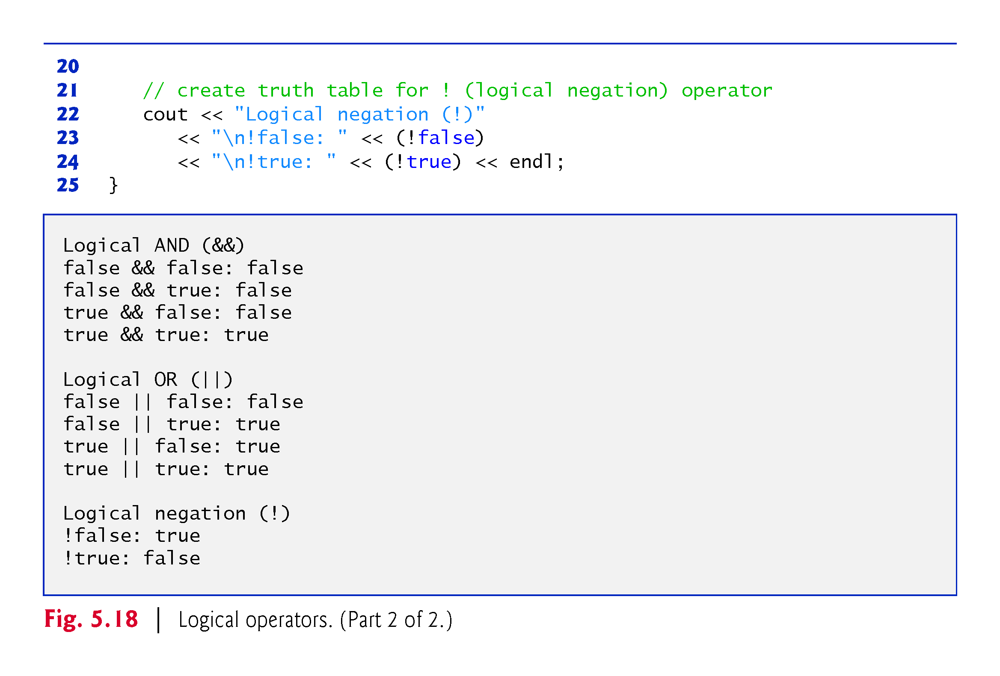 20
21 // create truth table for ! (logical negation) operator
22 cout << "Logical negation (!)"
23 << "\n!false: " << (!false)
24 << "\n!true: " << (!true) << endl;
25 }
Logical AND (&&)
false && false: false
false && true: false
true && false: false
true && true: true
Logical OR (||)
false || false: false
false || true: true
true || false: true
true || true: true
Logical negation (!)
!false: true
!true: false
Fig. 5.18 | Logical operators. (Part 2 of 2.)